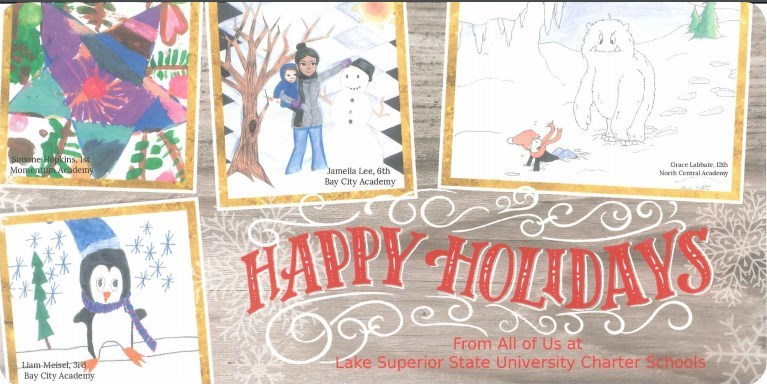 Simone Hopkins, 1st
Momentum Academy
Jamella Lee, 6th
Bay City Academy
Grace Labbate, 12th
North Central Academy
Liam Meisel, 3rd
Bay City Academy
HAPPY HOLIDAYS
From All of Us at
Lake Superior State University Charter Schools